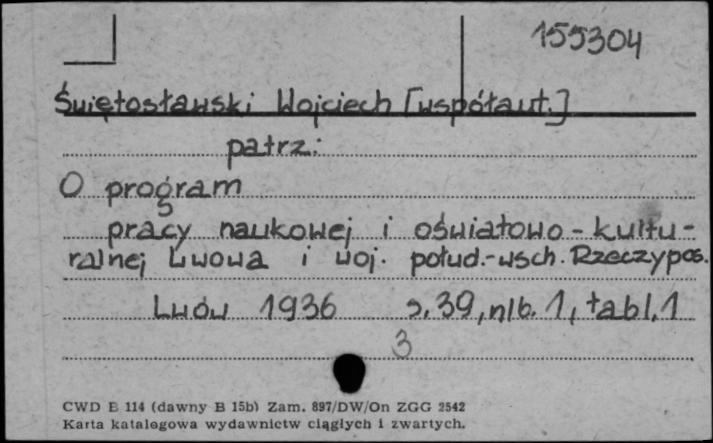 155304
Świętosławski Wojciech [współaut.]
patrz:
O program
pracy naukowej i oświatowo-kultu-
ralnej Lwowa i woj. połud.-wsch. Rzeczypos.
Lwów 1936 s. 39, nlb. 1, tabl. 1
3
CWD E 114 (dawny B 15b) Zam. 897/DW/On ZGG 2542
Karta katalogowa wydawnictw ciągłych i zwartych.